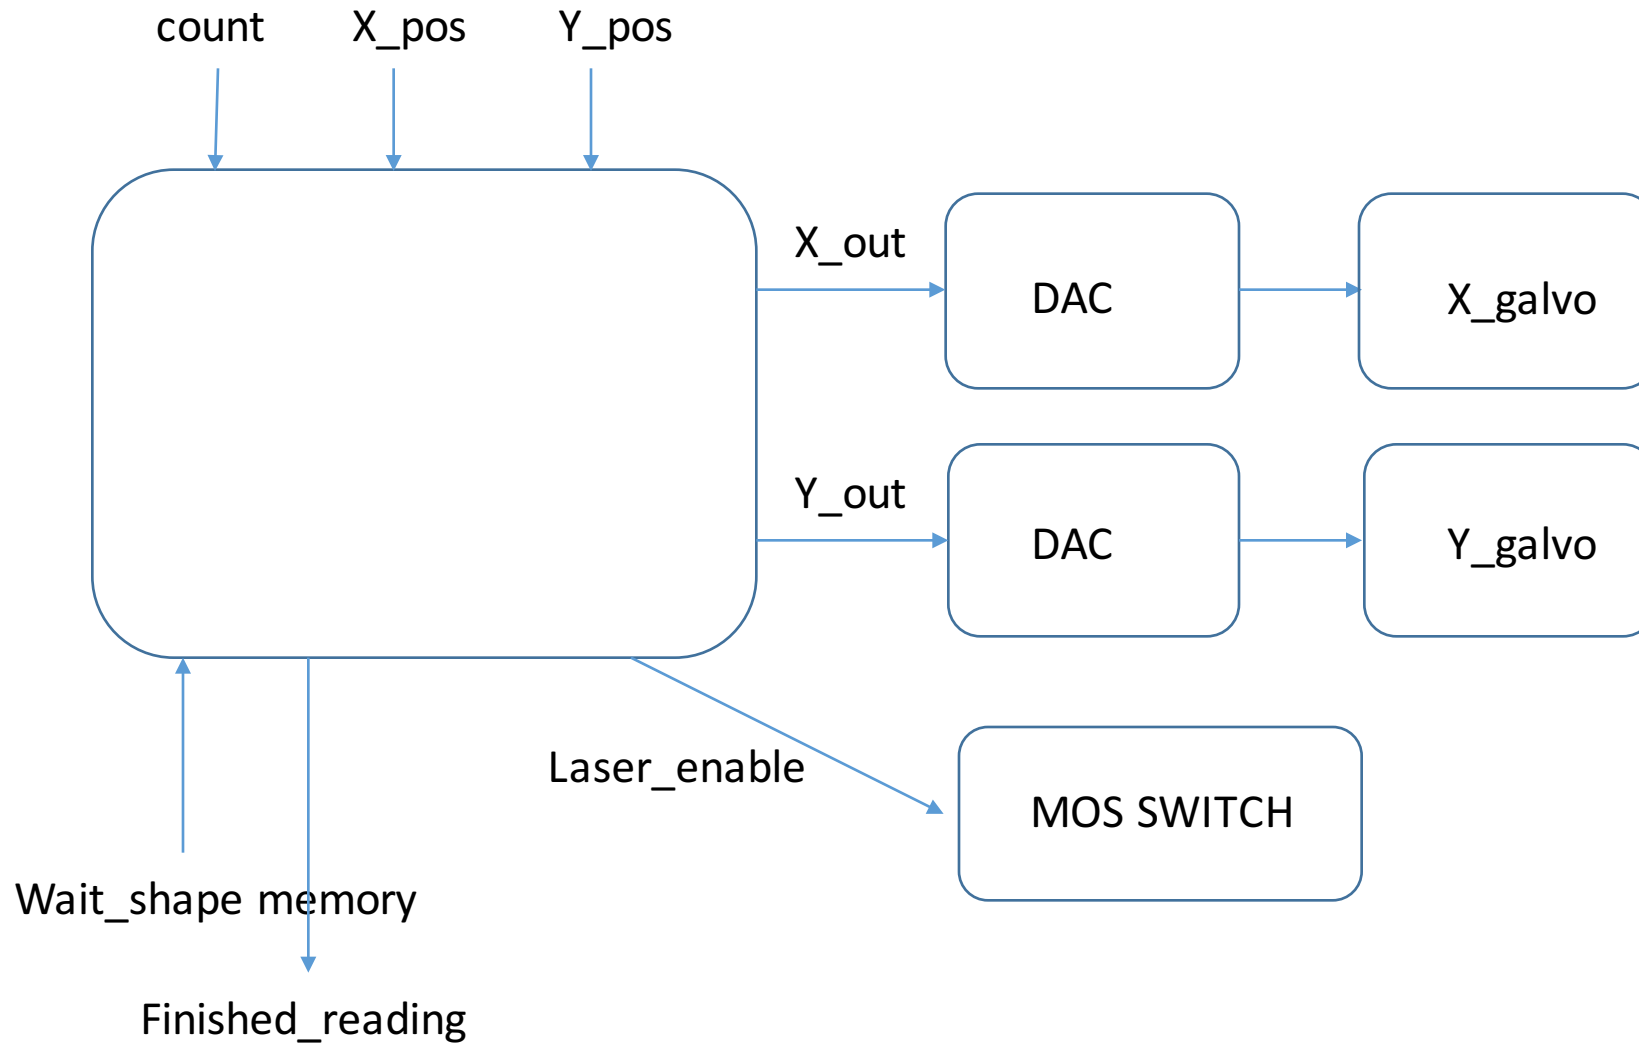 count
X_pos
Y_pos
X_out
DAC
X_galvo
Y_out
DAC
Y_galvo
Laser_enable
MOS SWITCH
Wait_shape memory
Finished_reading